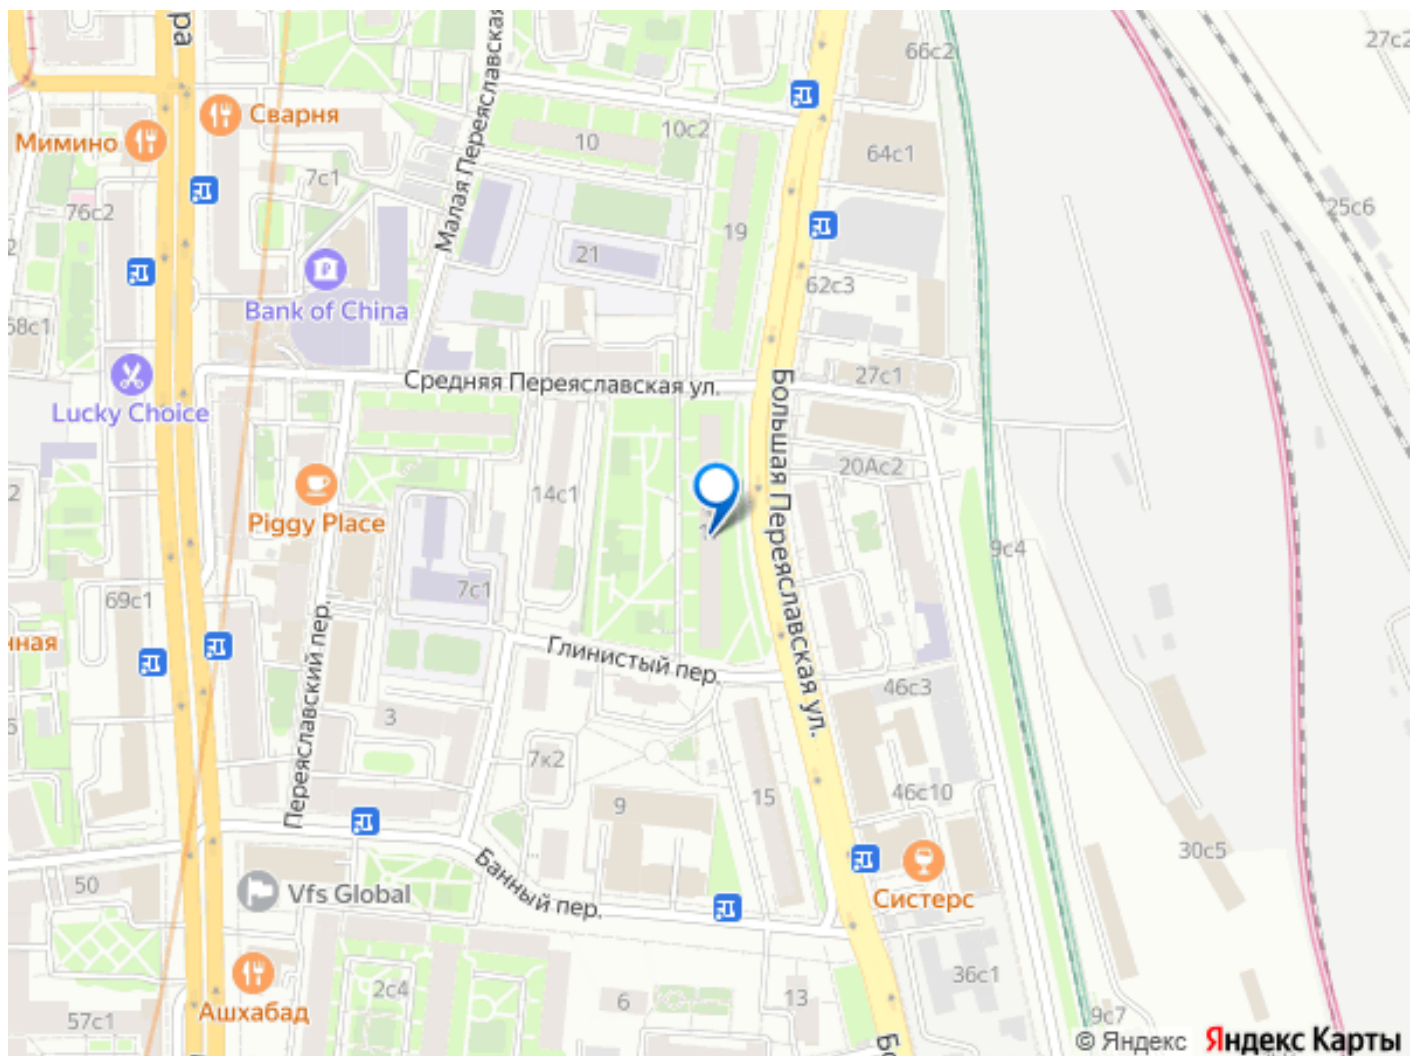 ра
66с2
27с2
Сварня
Мимино
10с2
10
64с1
7с1
Малая Переяславская
76с2
25с6
19
21
62с3
Bank of China
58с1
Средняя Переяславская ул.
27с1
Lucky Choice
Большая Переяславская ул.
20Ас2
14с1
Piggy Place
9с4
7с1
69с1
нная
Глинистый пер.
Переяславский пер.
46с3
3
7к2
15
9
46с10
30с5
Банный пер.
50
Vfs Global
Систерс
36с1
2с4
6
13
Ашхабад
57с1
9с7
Бо
© Яндекс Яндекс Карты